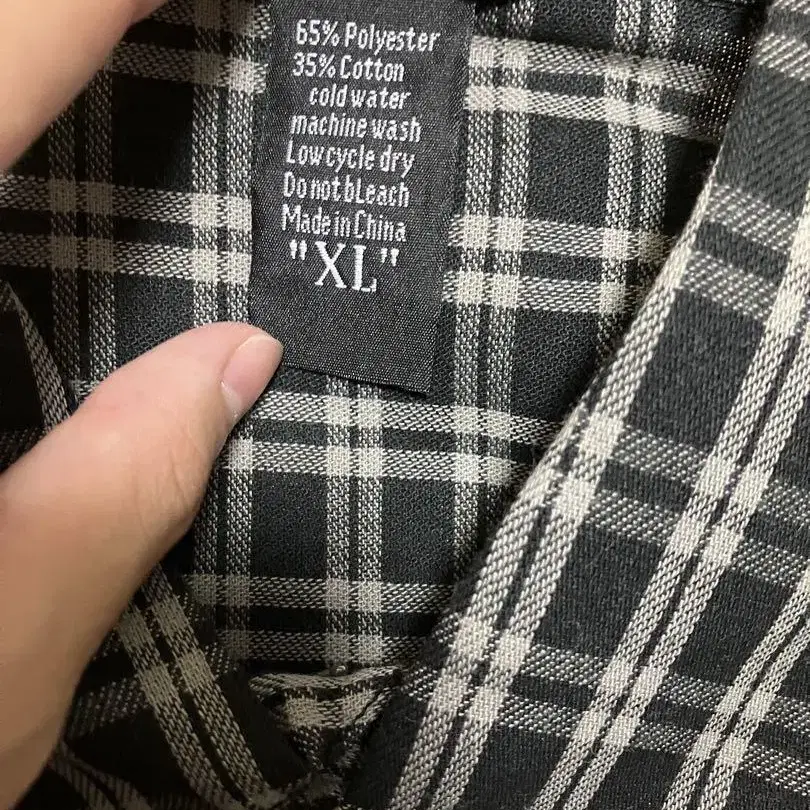 65% Polyester
35% Cotton
cold water
machine wash
Low cycle dry
Do not bLeach
Made in China
"XL"